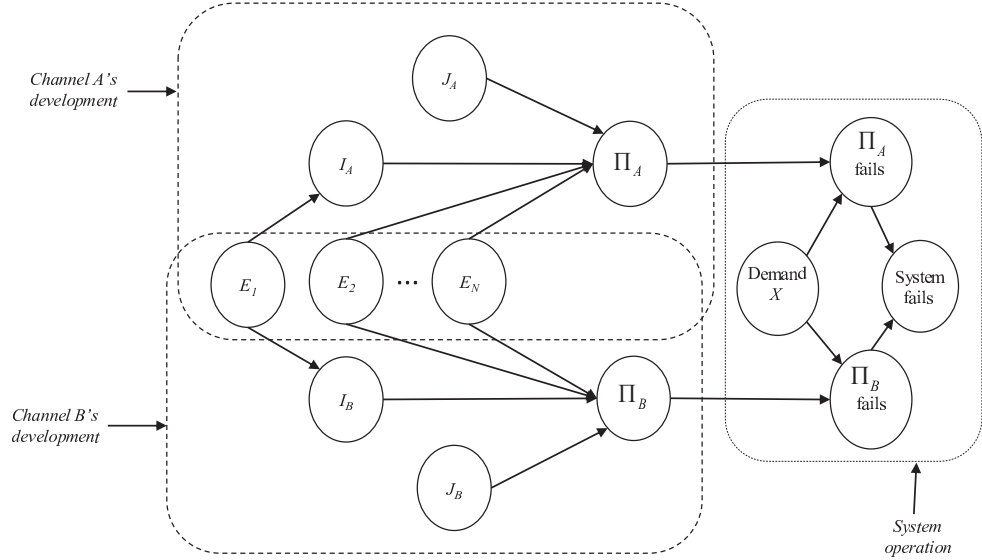 Channel A's
development
J_A
I_A
Π_A
Π_A
fails
E_1
E_2
...
E_N
Demand
X
System
fails
Channel B's
development
I_B
Π_B
Π_B
fails
J_B
System
operation